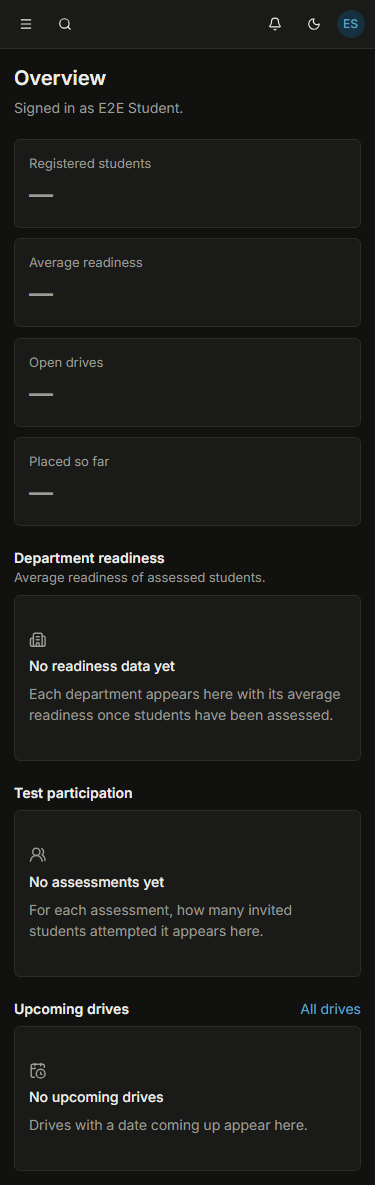 ES
Overview
Signed in as E2E Student.
Registered students
—
Average readiness
—
Open drives
—
Placed so far
—
Department readiness
Average readiness of assessed students.
No readiness data yet
Each department appears here with its average
readiness once students have been assessed.
Test participation
No assessments yet
For each assessment, how many invited
students attempted it appears here.
Upcoming drives All drives
No upcoming drives
Drives with a date coming up appear here.